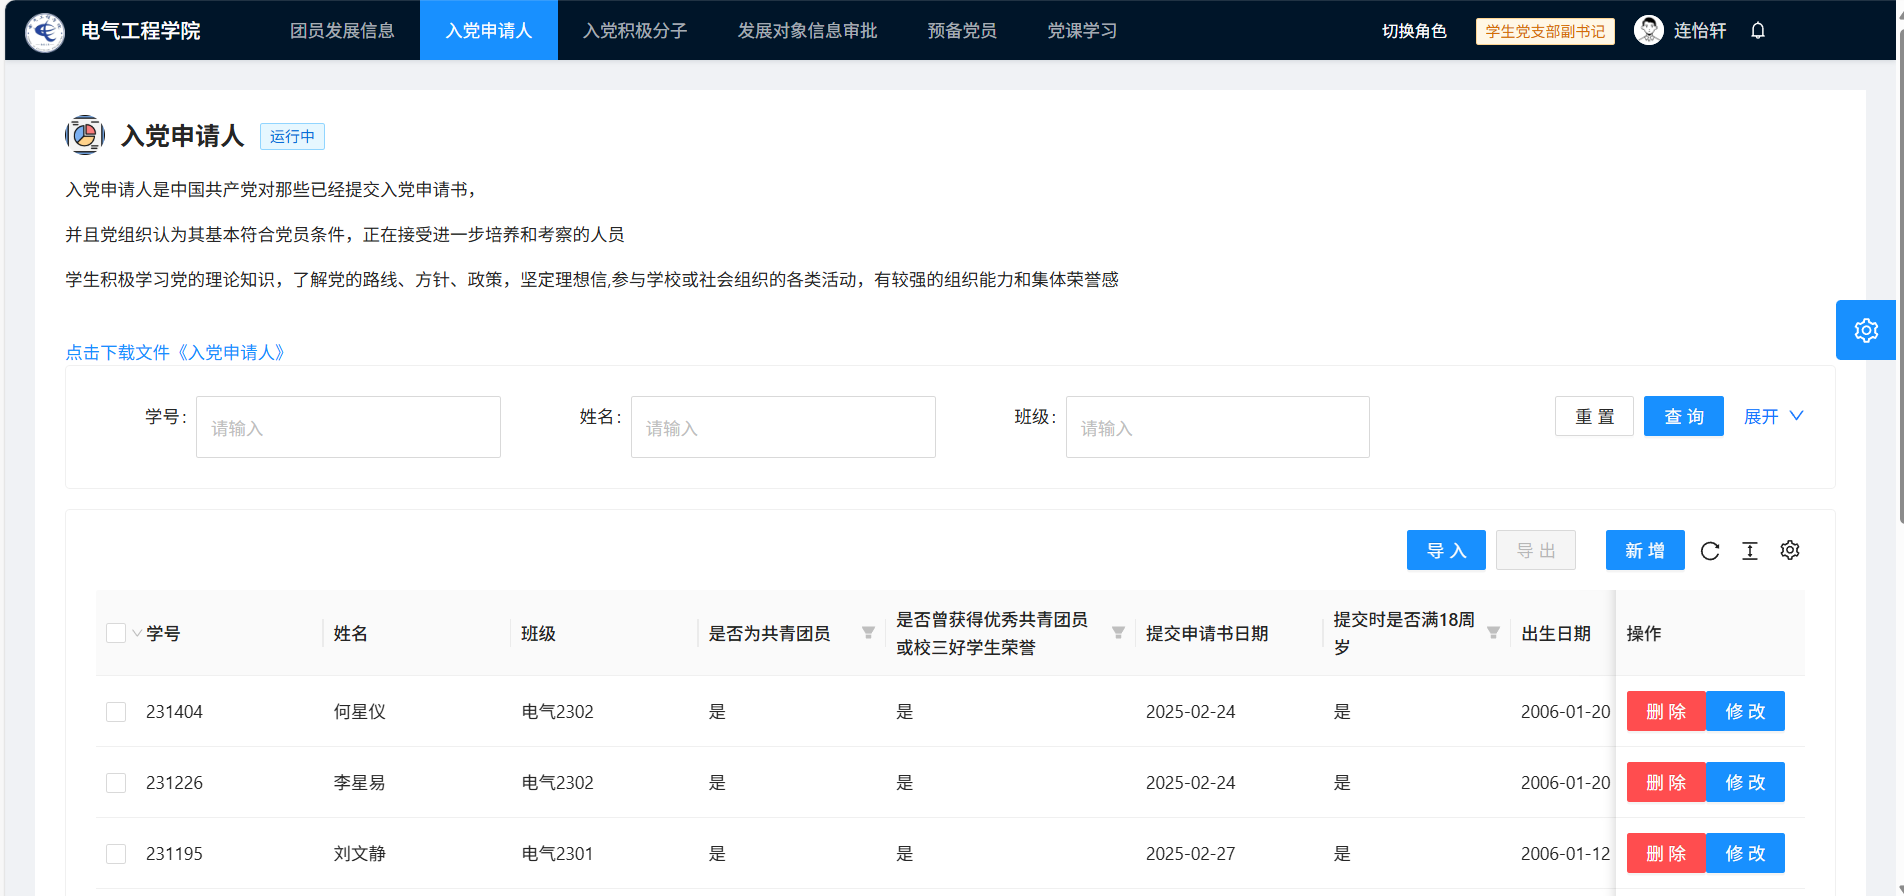 电气工程学院 团员发展信息 入党申请人 入党积极分子 发展对象信息审批 预备党员 党课学习 切换角色 学生党支部副书记 连怡轩
入党申请人 运行中
入党申请人是中国共产党对那些已经提交入党申请书，
并且党组织认为其基本符合党员条件，正在接受进一步培养和考察的人员
学生积极学习党的理论知识，了解党的路线、方针、政策，坚定理想信,参与学校或社会组织的各类活动，有较强的组织能力和集体荣誉感
点击下载文件《入党申请人》
学号: 请输入 姓名: 请输入 班级: 请输入 重 置 查 询 展开
导 入 导 出 新 增
学号 姓名 班级 是否为共青团员 是否曾获得优秀共青团员或校三好学生荣誉 提交申请书日期 提交时是否满18周岁 出生日期 操作
231404 何星仪 电气2302 是 是 2025-02-24 是 2006-01-20 删 除 修 改
231226 李星易 电气2302 是 是 2025-02-24 是 2006-01-20 删 除 修 改
231195 刘文静 电气2301 是 是 2025-02-27 是 2006-01-12 删 除 修 改